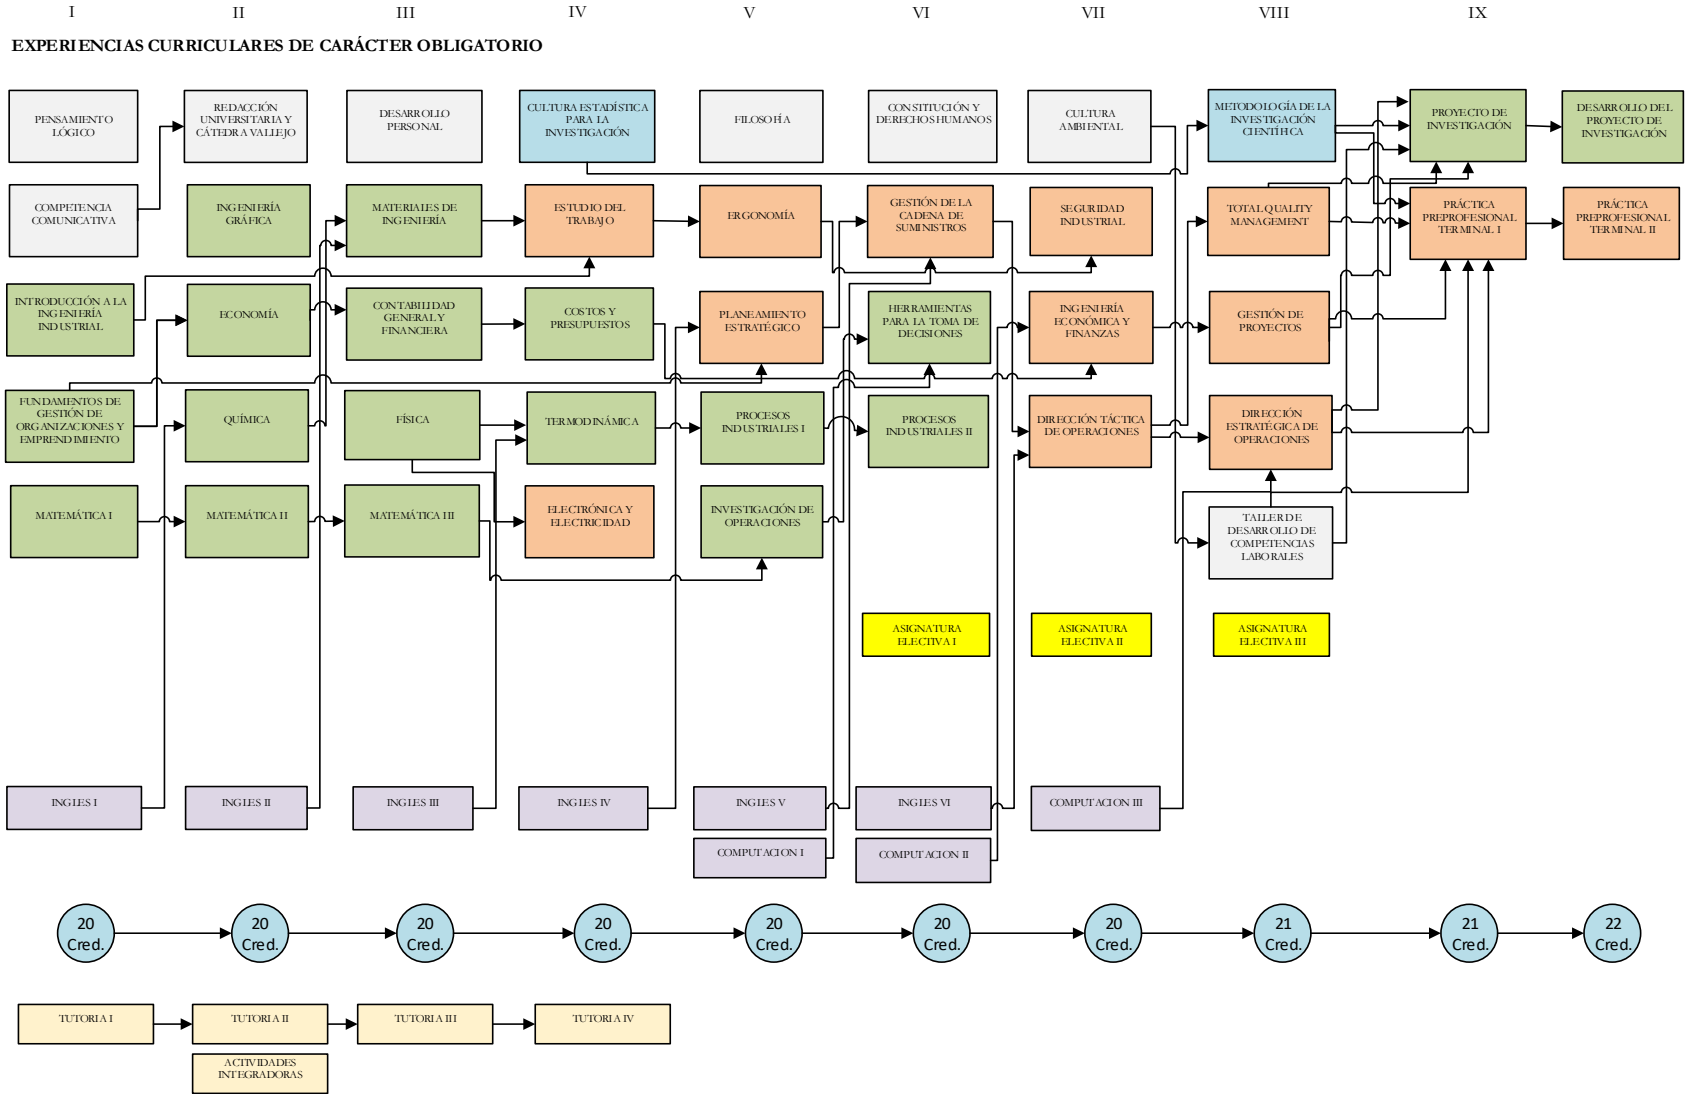 I II III IV V VI VII VIII IX
EXPERIENCIAS CURRICULARES DE CARÁCTER OBLIGATORIO
PENSAMIENTO
LÓGICO
REDACCIÓN
UNIVERSITARIA Y
CÁTEDRA VALLEJO
DESARROLLO
PERSONAL
CULTURA ESTADÍSTICA
PARA LA
INVESTIGACIÓN
FILOSOFÍA
CONSTITUCIÓN Y
DERECHOS HUMANOS
CULTURA
AMBIENTAL
METODOLOGÍA DE LA
INVESTIGACIÓN
CIENTÍFICA
PROYECTO DE
INVESTIGACIÓN
DESARROLLO DEL
PROYECTO DE
INVESTIGACIÓN
COMPETENCIA
COMUNICATIVA
INGENIERÍA
GRÁFICA
MATERIALES DE
INGENIERÍA
ESTUDIO DEL
TRABAJO
ERGONOMÍA
GESTIÓN DE LA
CADENA DE
SUMINISTROS
SEGURIDAD
INDUSTRIAL
TOTAL QUALITY
MANAGEMENT
PRÁCTICA
PREPROFESIONAL
TERMINAL I
PRÁCTICA
PREPROFESIONAL
TERMINAL II
INTRODUCCIÓN A LA
INGENIERÍA
INDUSTRIAL
ECONOMÍA
CONTABILIDAD
GENERAL Y
FINANCIERA
COSTOS Y
PRESUPUESTOS
PLANEAMIENTO
ESTRATÉGICO
HERRAMIENTAS
PARA LA TOMA DE
DECISIONES
INGENIERÍA
ECONÓMICA Y
FINANZAS
GESTIÓN DE
PROYECTOS
FUNDAMENTOS DE
GESTIÓN DE
ORGANIZACIONES Y
EMPRENDIMIENTO
QUÍMICA
FÍSICA
TERMODINÁMICA
PROCESOS
INDUSTRIALES I
PROCESOS
INDUSTRIALES II
DIRECCIÓN TÁCTICA
DE OPERACIONES
DIRECCIÓN
ESTRATÉGICA DE
OPERACIONES
MATEMÁTICA I
MATEMÁTICA II
MATEMÁTICA III
ELECTRÓNICA Y
ELECTRICIDAD
INVESTIGACIÓN DE
OPERACIONES
TALLER DE
DESARROLLO DE
COMPETENCIAS
LABORALES
ASIGNATURA
ELECTIVA I
ASIGNATURA
ELECTIVA II
ASIGNATURA
ELECTIVA III
INGLES I
INGLES II
INGLES III
INGLES IV
INGLES V
INGLES VI
COMPUTACION III
COMPUTACION I
COMPUTACION II
20
Cred.
20
Cred.
20
Cred.
20
Cred.
20
Cred.
20
Cred.
20
Cred.
21
Cred.
21
Cred.
22
Cred.
TUTORIA I
TUTORIA II
TUTORIA III
TUTORIA IV
ACTIVIDADES
INTEGRADORAS